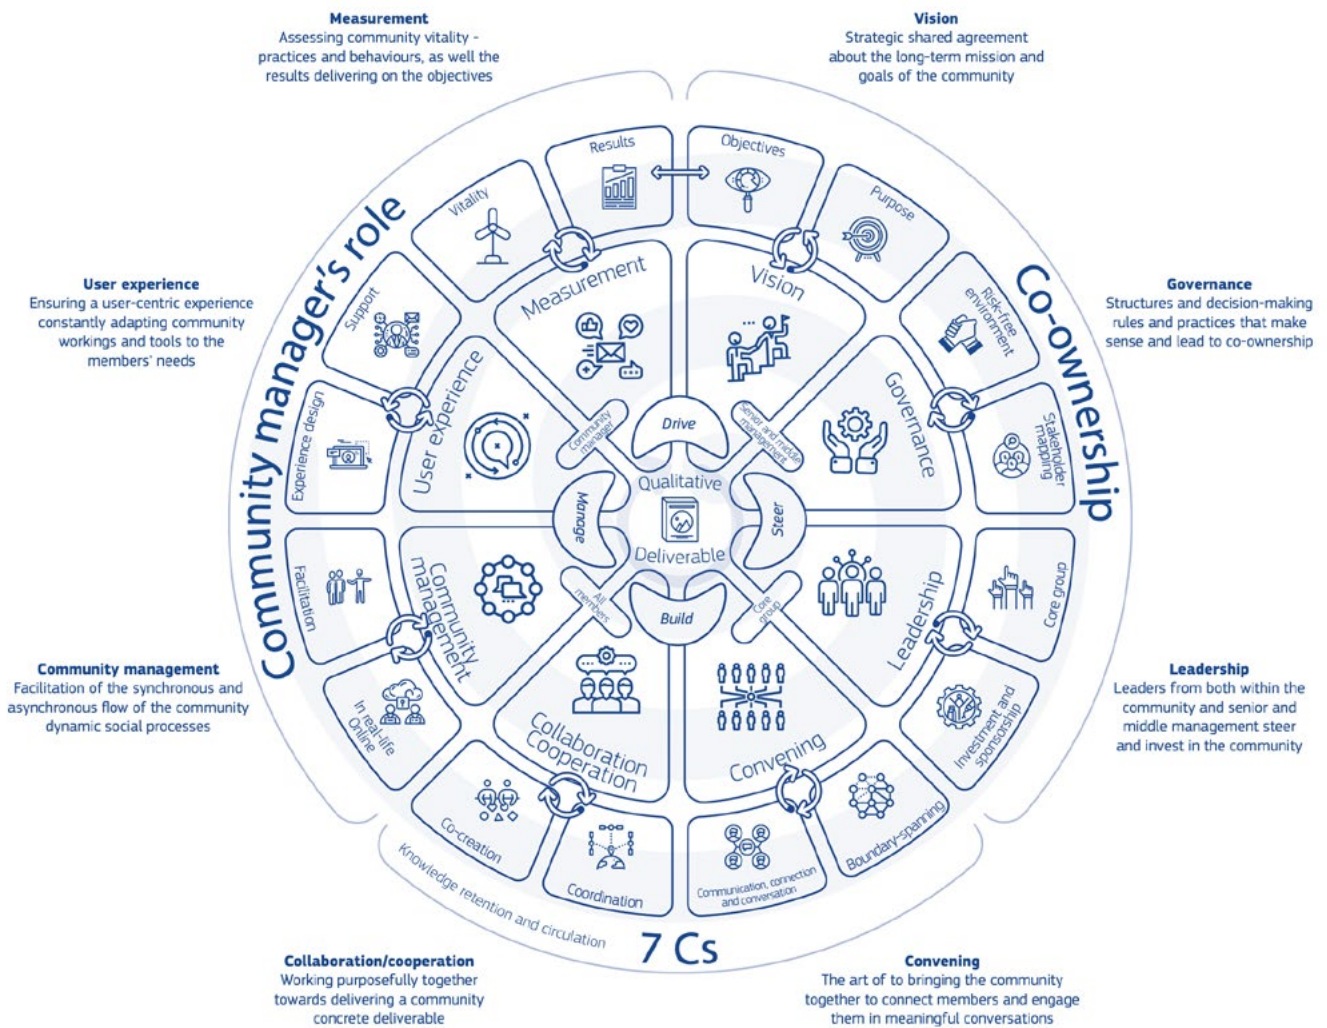 Measurement
Assessing community vitality -
practices and behaviours, as well the
results delivering on the objectives
Vision
Strategic shared agreement
about the long-term mission and
goals of the community
User experience
Ensuring a user-centric experience
constantly adapting community
workings and tools to the
members' needs
Governance
Structures and decision-making
rules and practices that make
sense and lead to co-ownership
Community manager's role
Co-ownership
Results
Objectives
Vitality
Purpose
Support
Risk-free
environment
Experience design
Stakeholder
mapping
Measurement
Vision
User experience
Governance
Community
manager
Drive
Senior and middle
management
Manage
Qualitative
Deliverable
Steer
All
members
Build
Core
group
Community
management
Leadership
Collaboration
Cooperation
Convening
Facilitation
Core group
In real-life
Online
Investment and
sponsorship
Co-creation
Boundary-spanning
Coordination
Communication, connection
and conversation
Knowledge retention and circulation
7 Cs
Community management
Facilitation of the synchronous and
asynchronous flow of the community
dynamic social processes
Leadership
Leaders from both within the
community and senior and
middle management steer
and invest in the community
Collaboration/cooperation
Working purposefully together
towards delivering a community
concrete deliverable
Convening
The art of to bringing the community
together to connect members and engage
them in meaningful conversations